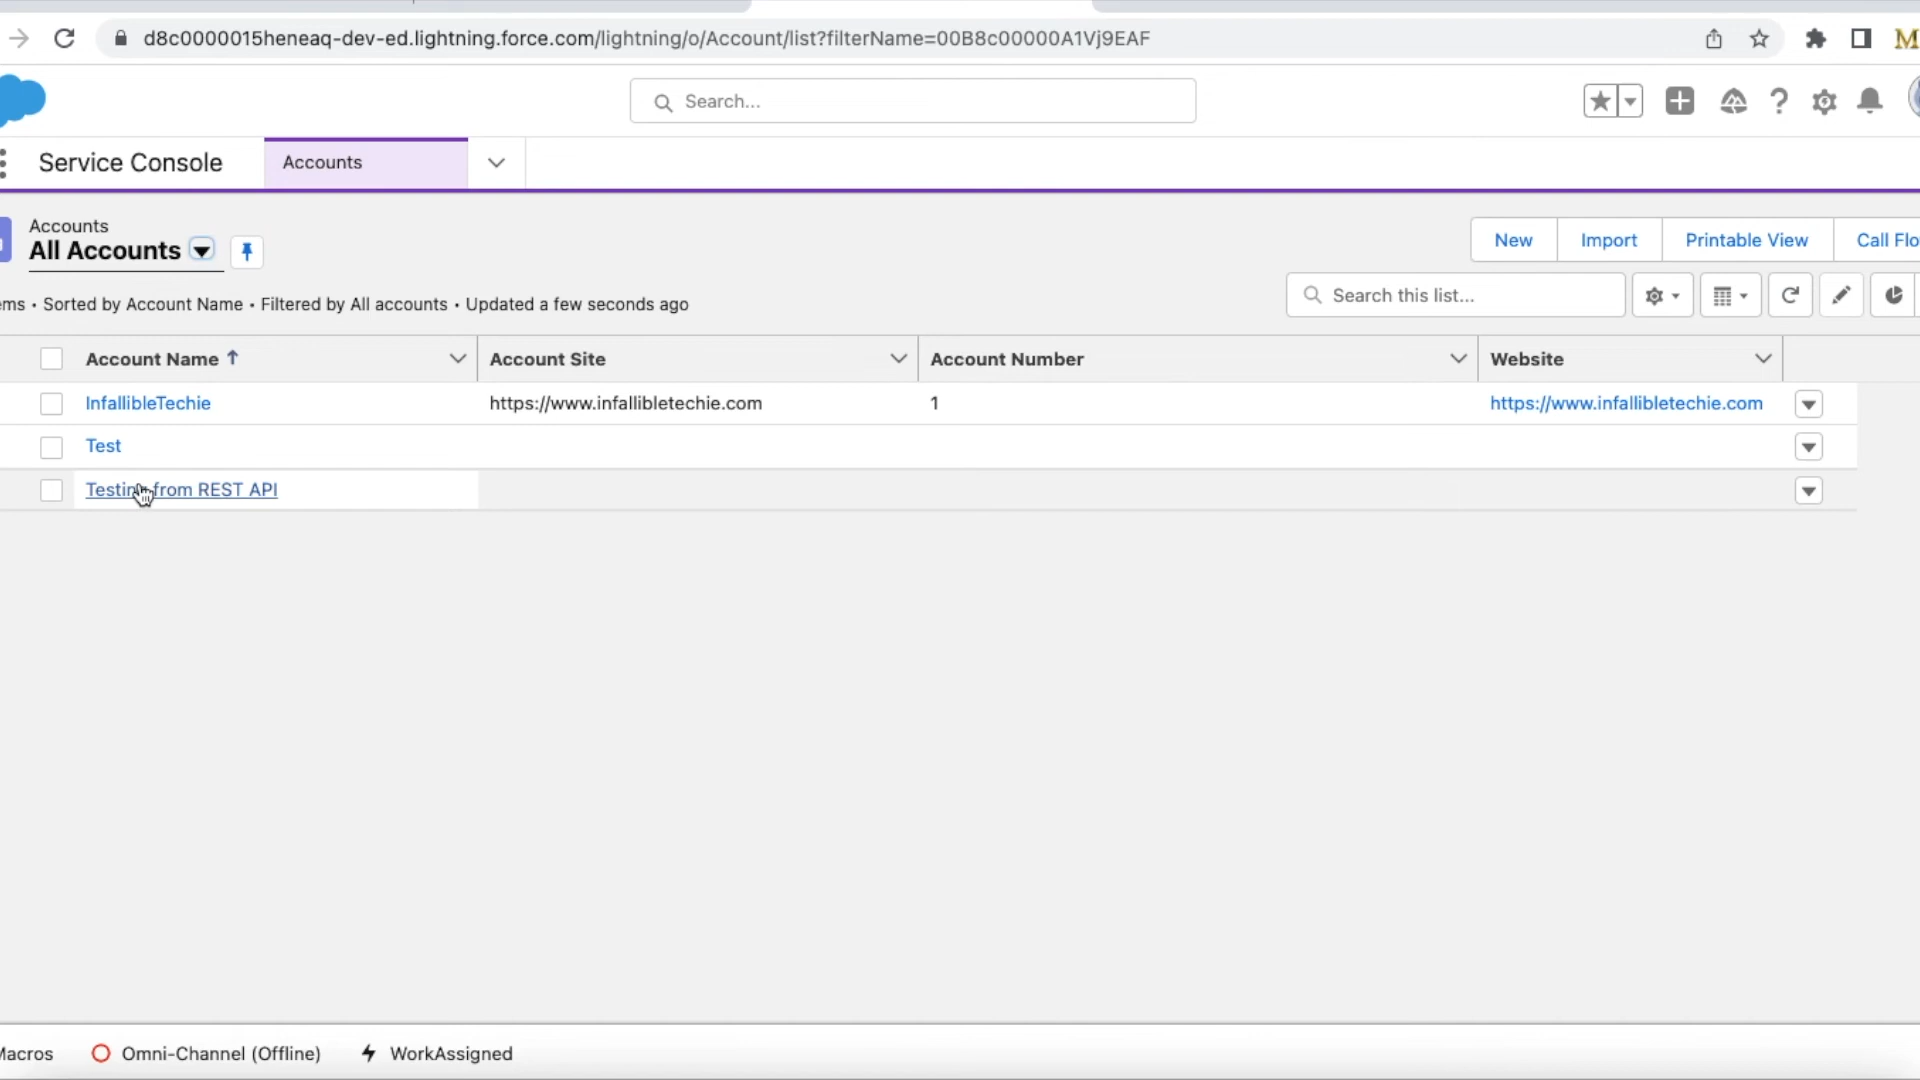 d8c0000015heneaq-dev-ed.lightning.force.com/lightning/o/Account/list?filterName=00B8c00000A1Vj9EAF
M
Search...
Service Console
Accounts
Accounts
All Accounts
New
Import
Printable View
Call Flo
ems • Sorted by Account Name • Filtered by All accounts • Updated a few seconds ago
Search this list...
Account Name
Account Site
Account Number
Website
InfallibleTechie
https://www.infallibletechie.com
1
https://www.infallibletechie.com
Test
Testing from REST API
Macros
Omni-Channel (Offline)
WorkAssigned